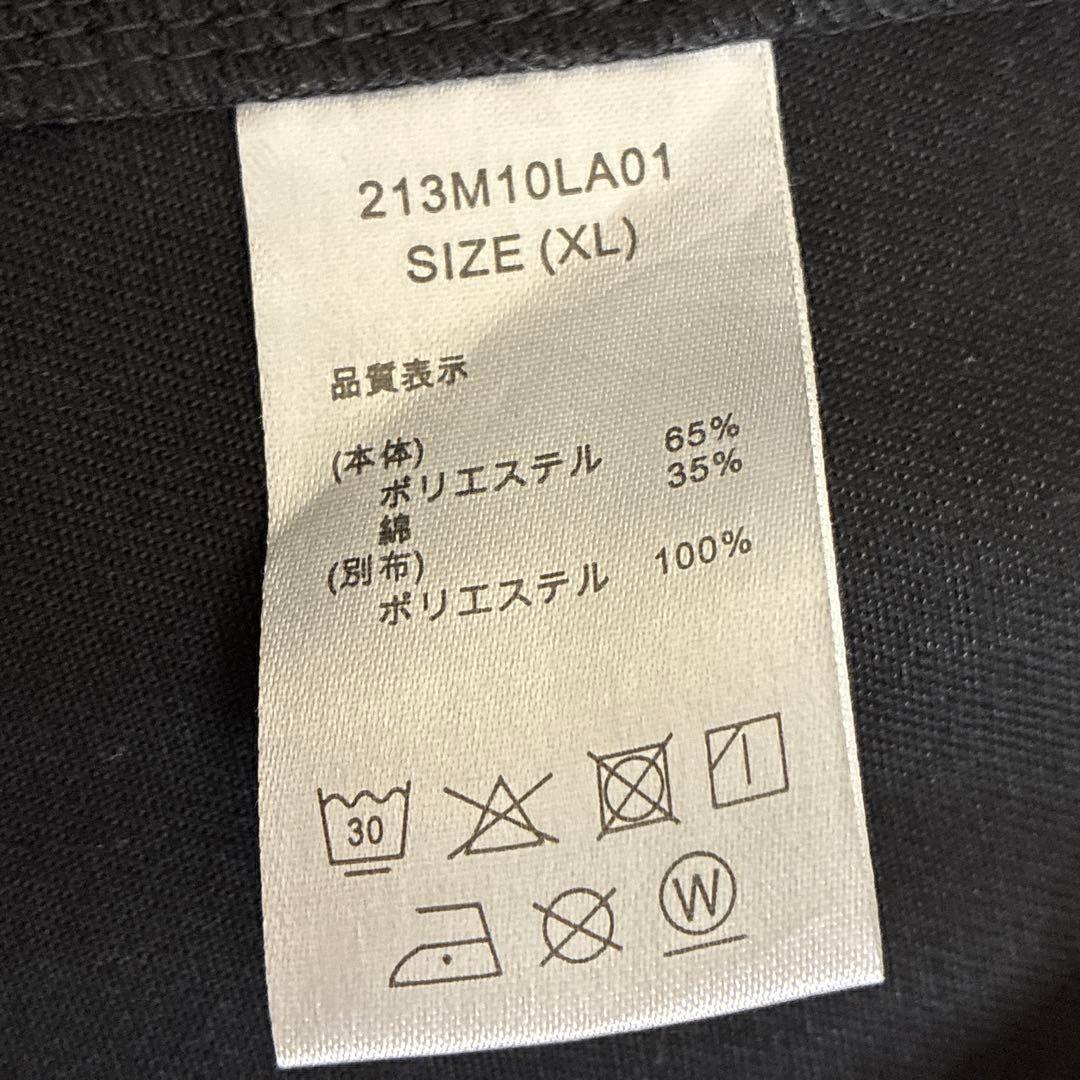 213M10LA01
SIZE (XL)
品質表示
(本体)
ポリエステル 65%
綿 35%
(別布)
ポリエステル 100%
30
W